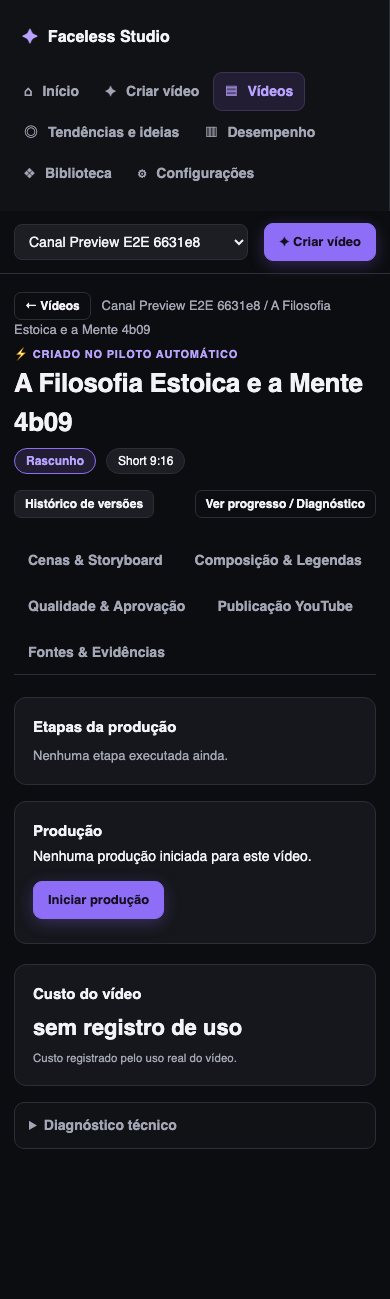 Faceless Studio
Início
Criar vídeo
Vídeos
Tendências e ideias
Desempenho
Biblioteca
Configurações
Canal Preview E2E 6631e8
✦ Criar vídeo
← Vídeos
Canal Preview E2E 6631e8 / A Filosofia
Estoica e a Mente 4b09
⚡ CRIADO NO PILOTO AUTOMÁTICO
A Filosofia Estoica e a Mente
4b09
Rascunho
Short 9:16
Histórico de versões
Ver progresso / Diagnóstico
Cenas & Storyboard
Composição & Legendas
Qualidade & Aprovação
Publicação YouTube
Fontes & Evidências
Etapas da produção
Nenhuma etapa executada ainda.
Produção
Nenhuma produção iniciada para este vídeo.
Iniciar produção
Custo do vídeo
sem registro de uso
Custo registrado pelo uso real do vídeo.
▶ Diagnóstico técnico